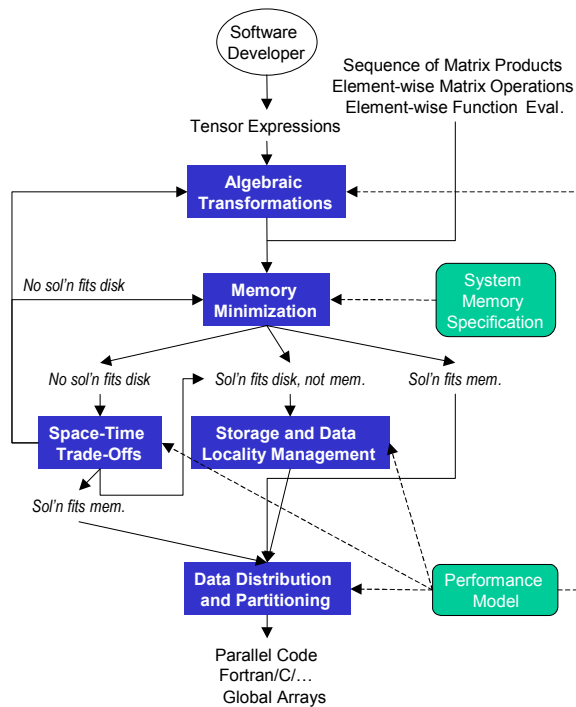 Software
Developer
Sequence of Matrix Products
Element-wise Matrix Operations
Element-wise Function Eval.
Tensor Expressions
Algebraic
Transformations
No sol'n fits disk
Memory
Minimization
System
Memory
Specification
No sol'n fits disk
Sol'n fits disk, not mem.
Sol'n fits mem.
Space-Time
Trade-Offs
Storage and Data
Locality Management
Sol'n fits mem.
Data Distribution
and Partitioning
Performance
Model
Parallel Code
Fortran/C/…
Global Arrays